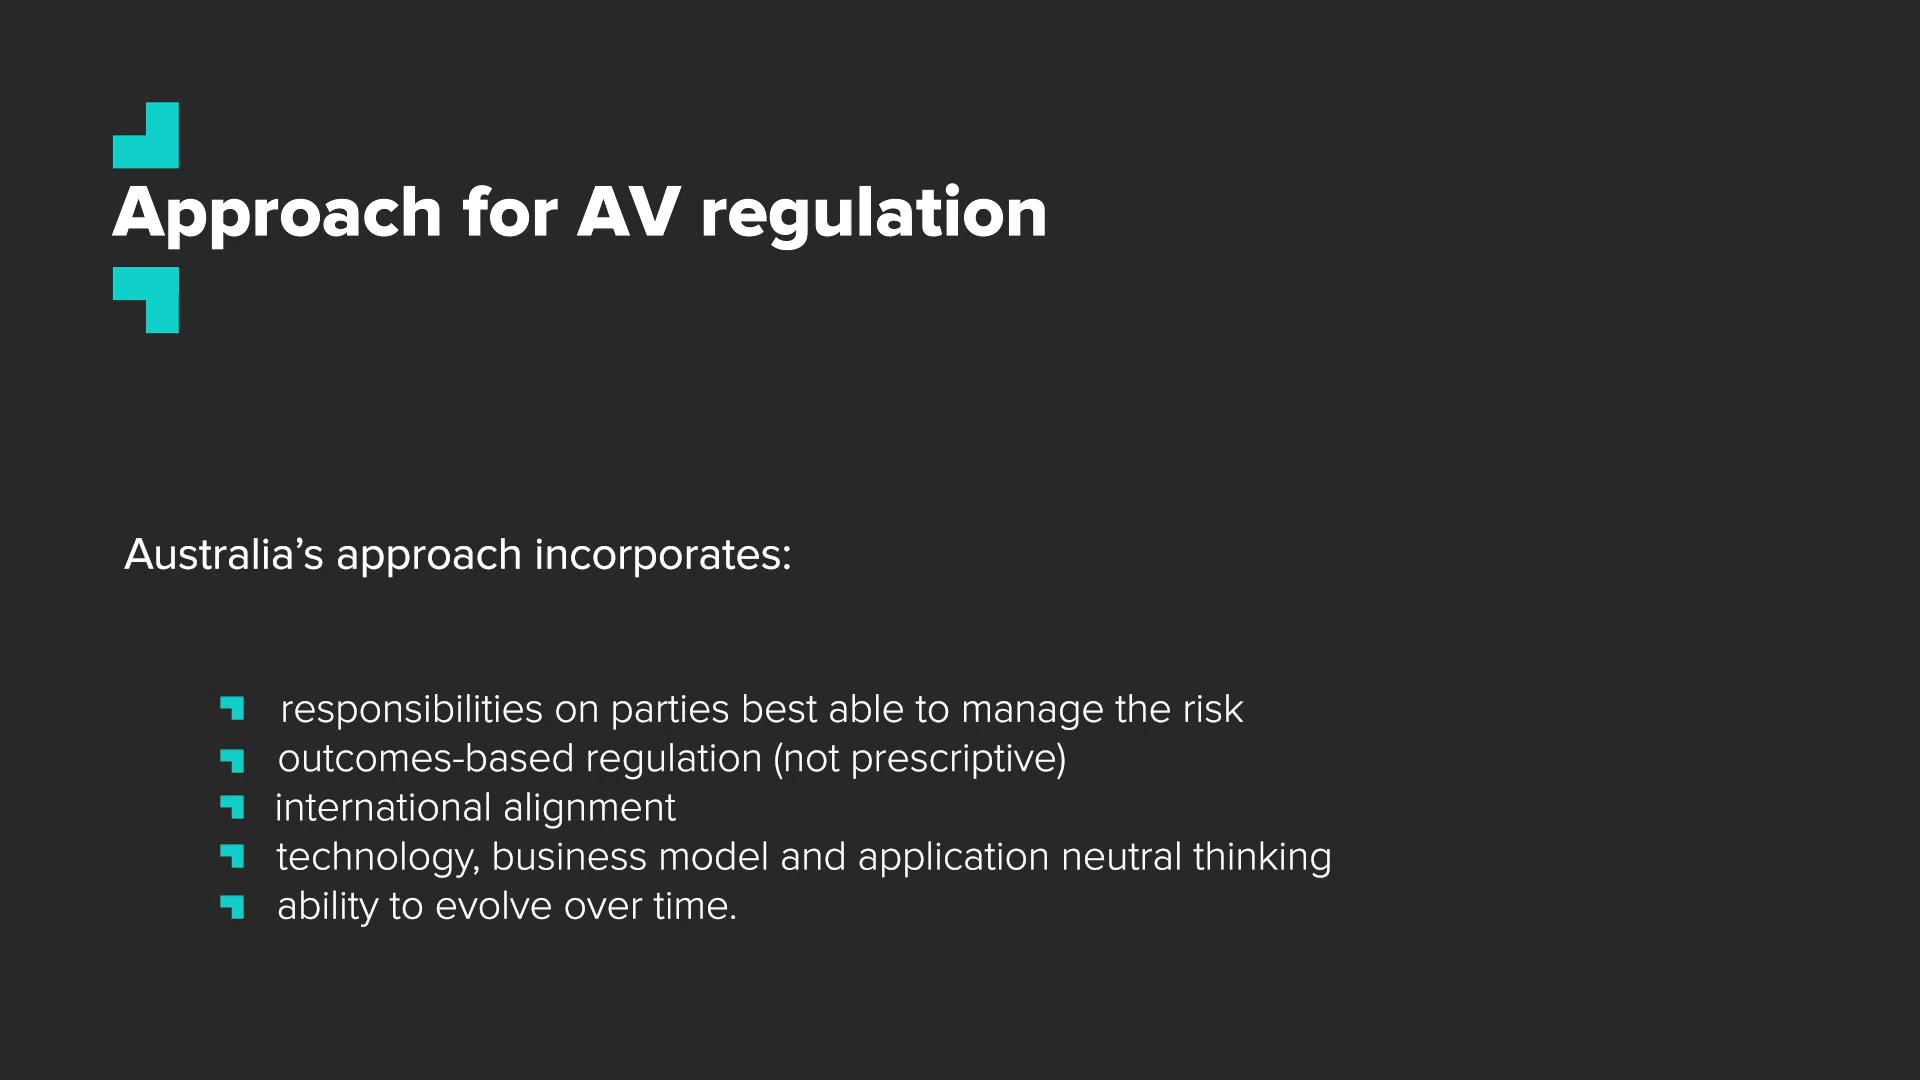 Approach for AV regulation
Australia’s approach incorporates:
responsibilities on parties best able to manage the risk
outcomes-based regulation (not prescriptive)
international alignment
technology, business model and application neutral thinking
ability to evolve over time.